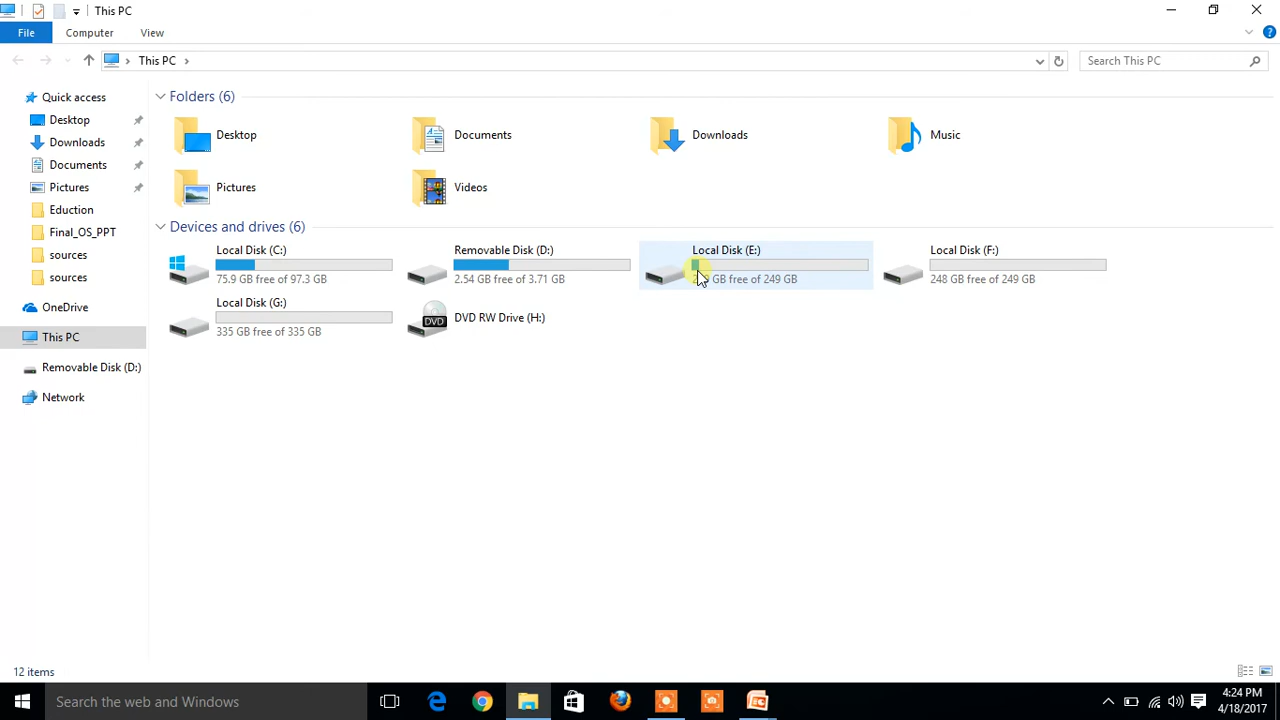 This PC
File
Computer
View
This PC
Search This PC
Quick access
Desktop
Downloads
Documents
Pictures
Eduction
Final_OS_PPT
sources
sources
OneDrive
This PC
Removable Disk (D:)
Network
Folders (6)
Desktop
Documents
Downloads
Music
Pictures
Videos
Devices and drives (6)
Local Disk (C:)
75.9 GB free of 97.3 GB
Removable Disk (D:)
2.54 GB free of 3.71 GB
Local Disk (E:)
GB free of 249 GB
Local Disk (F:)
248 GB free of 249 GB
Local Disk (G:)
335 GB free of 335 GB
DVD
DVD RW Drive (H:)
12 items
Search the web and Windows
4:24 PM
4/18/2017